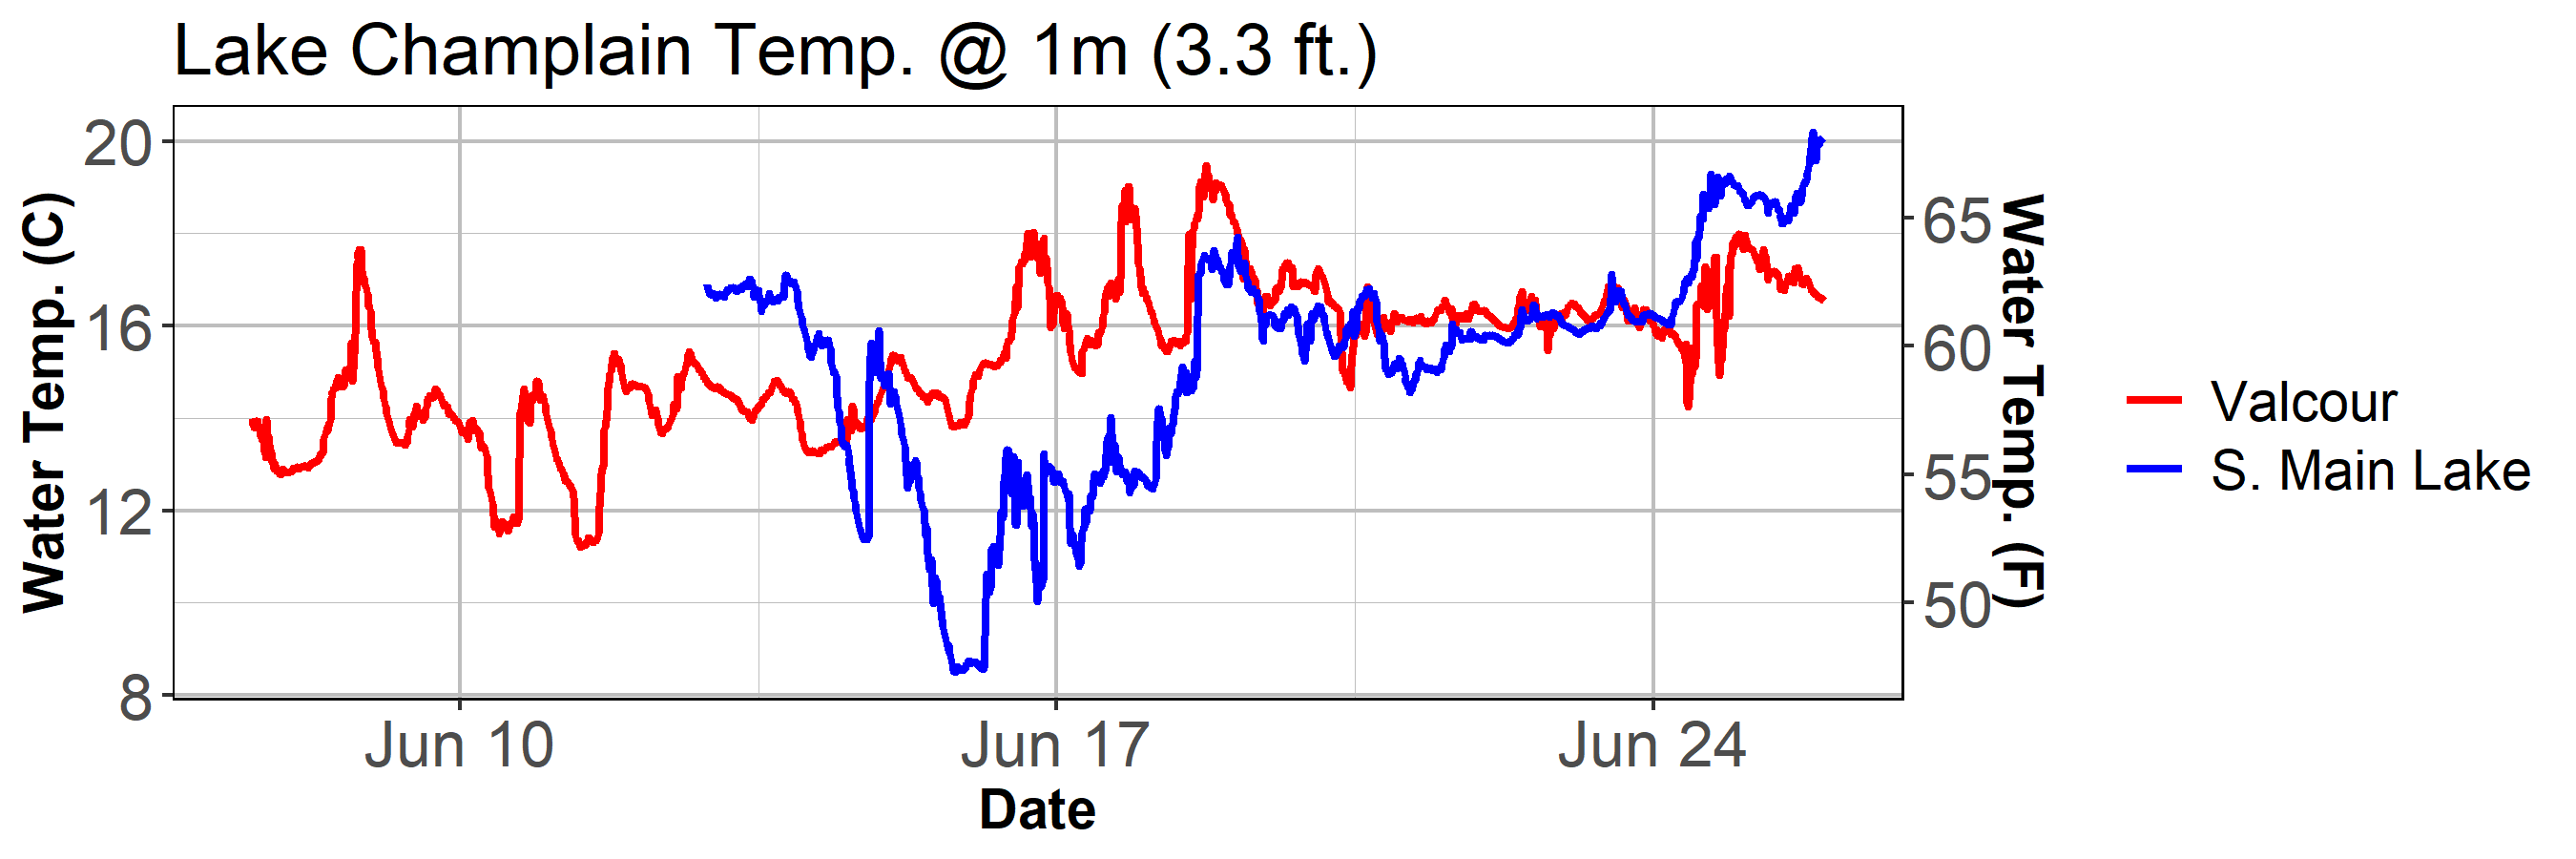 Lake Champlain Temp. @ 1m (3.3 ft.)
Water Temp. (C)
20
16
12
8
65
60
55
50
Water Temp. (F)
Jun 10
Jun 17
Jun 24
Date
Valcour
S. Main Lake